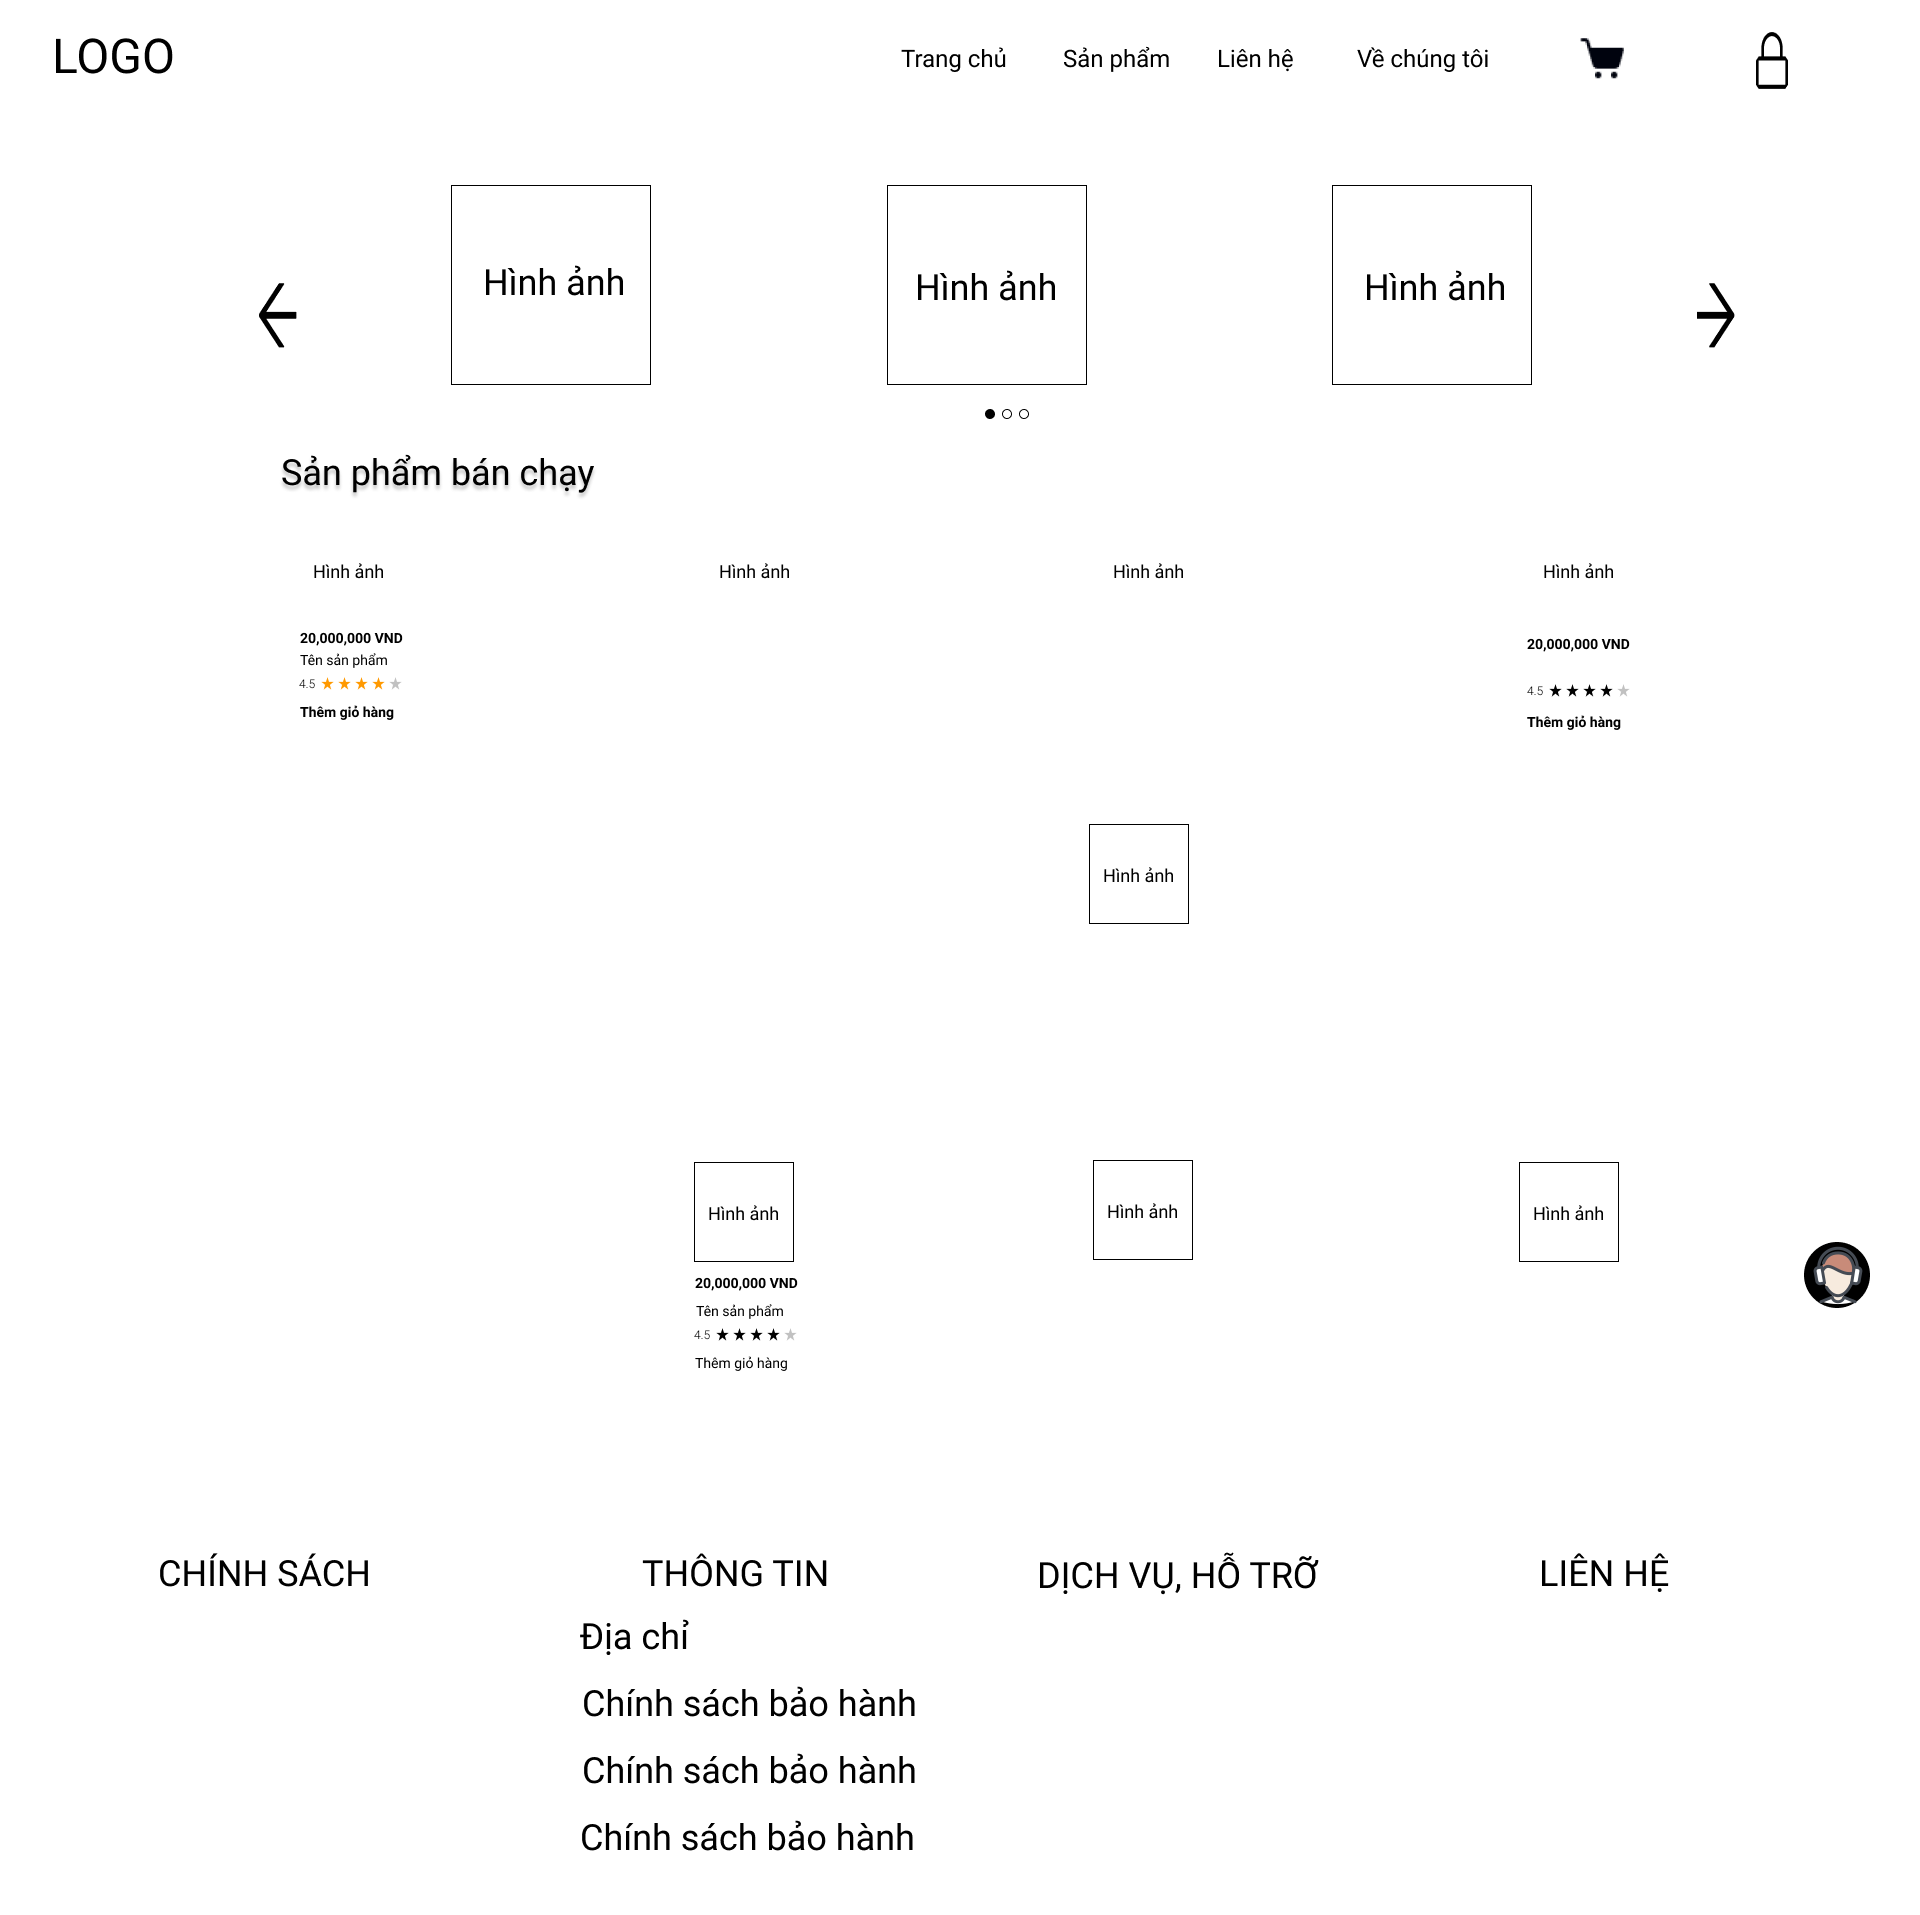 LOGO
Trang chủ Sản phẩm Liên hệ Về chúng tôi
Hình ảnh Hình ảnh Hình ảnh
Sản phẩm bán chạy
Hình ảnh Hình ảnh Hình ảnh Hình ảnh
20,000,000 VND
Tên sản phẩm
4.5
Thêm giỏ hàng
20,000,000 VND
4.5
Thêm giỏ hàng
Hình ảnh
Hình ảnh Hình ảnh Hình ảnh
20,000,000 VND
Tên sản phẩm
4.5
Thêm giỏ hàng
CHÍNH SÁCH
THÔNG TIN
Địa chỉ
Chính sách bảo hành
Chính sách bảo hành
Chính sách bảo hành
DỊCH VỤ, HỖ TRỠ
LIÊN HỆ